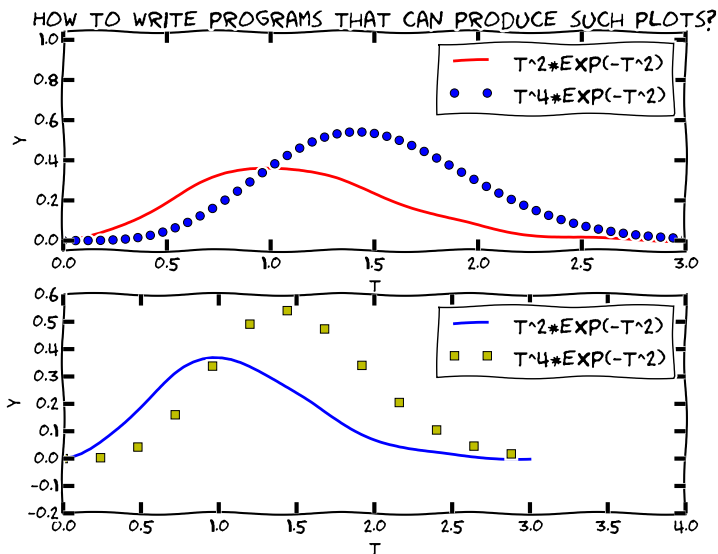 HOW TO WRITE PROGRAMS THAT CAN PRODUCE SUCH PLOTS?
1.0
0.8
0.6
0.4
0.2
0.0
Y
T^2*EXP(-T^2)
T^4*EXP(-T^2)
0.0 0.5 1.0 1.5 2.0 2.5 3.0
T
0.6
0.5
0.4
0.3
0.2
0.1
0.0
-0.1
-0.2
Y
T^2*EXP(-T^2)
T^4*EXP(-T^2)
0.0 0.5 1.0 1.5 2.0 2.5 3.0 3.5 4.0
T